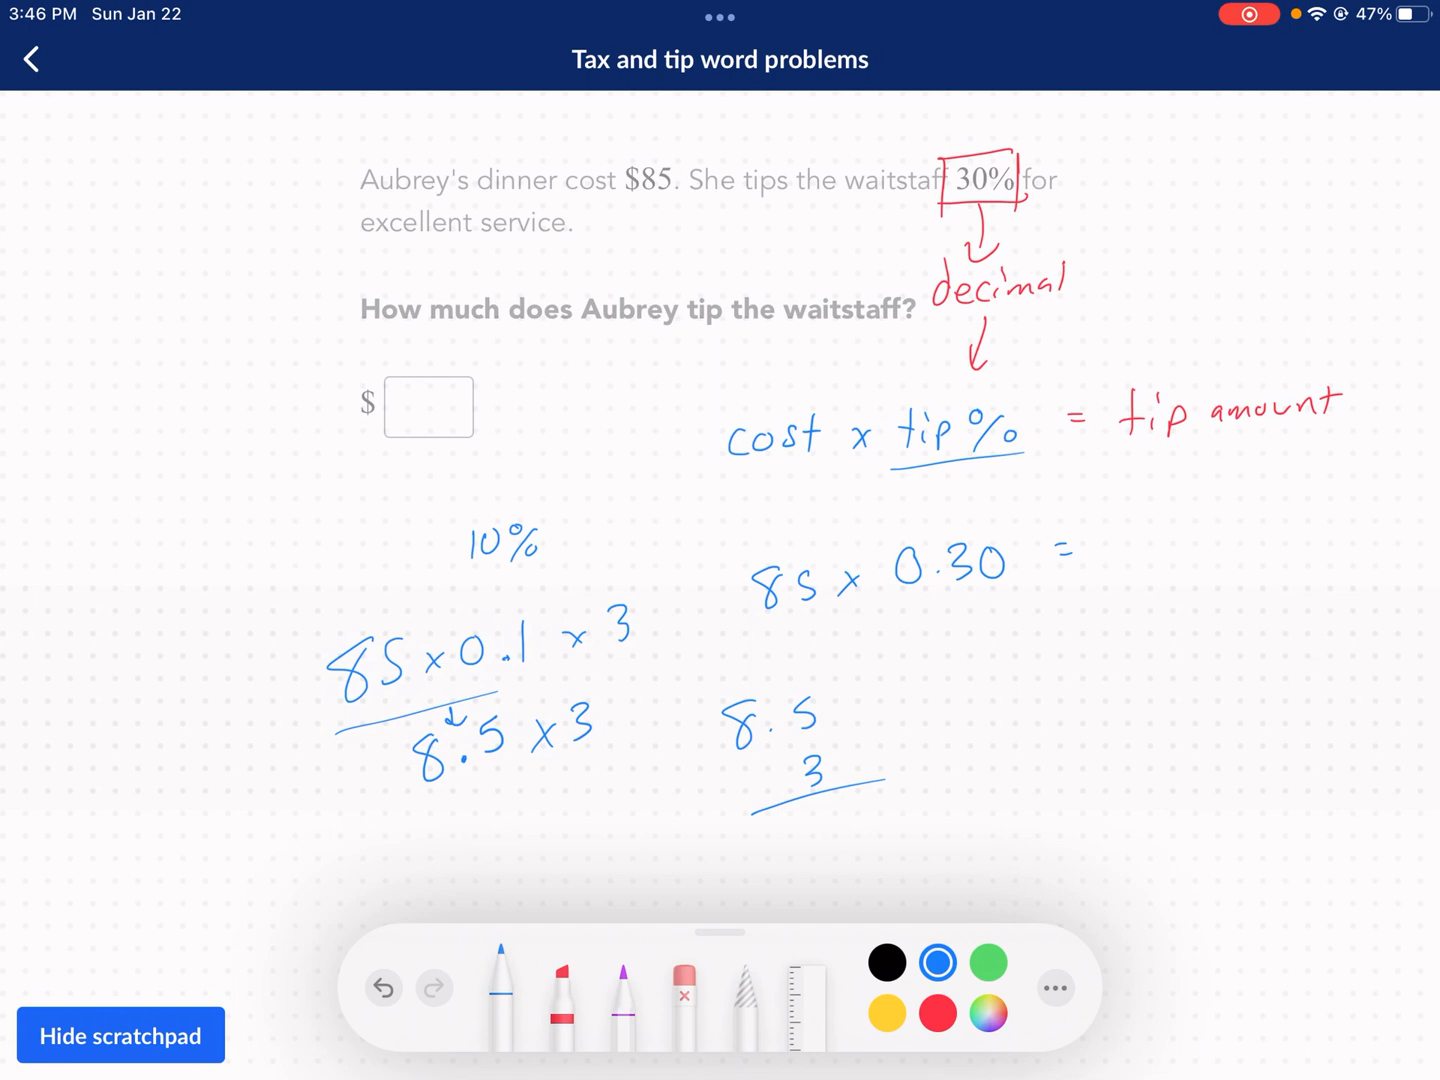 3:46 PM Sun Jan 22
47%
Tax and tip word problems
Aubrey's dinner cost $85. She tips the waitstaff 30% for
excellent service.
decimal
How much does Aubrey tip the waitstaff?
$
cost x tip % = tip amount
10%
85 x 0.30 =
85 x 0.1 x 3
8.5 x 3
8.5
3
Hide scratchpad